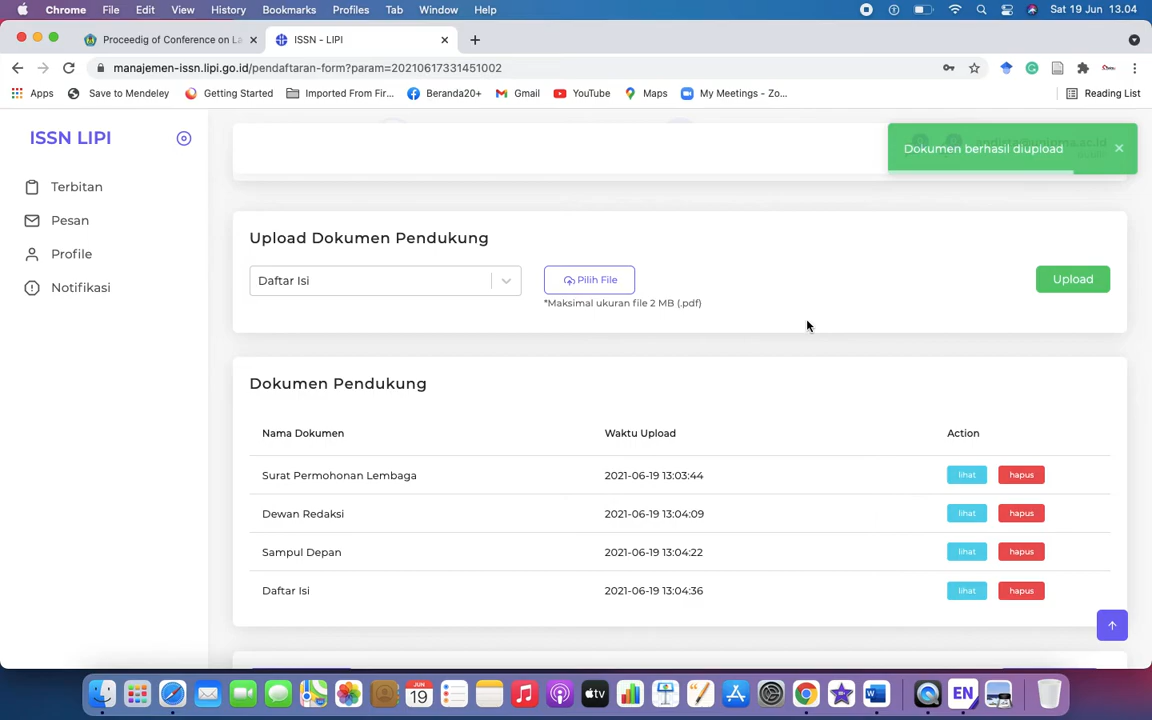 Chrome File Edit View History Bookmarks Profiles Tab Window Help Sat 19 Jun 13.04
Proceedig of Conference on La
ISSN - LIPI
manajemen-issn.lipi.go.id/pendaftaran-form?param=20210617331451002
Apps Save to Mendeley Getting Started Imported From Fir... Beranda20+ Gmail YouTube Maps My Meetings - Zo... Reading List
ISSN LIPI
Terbitan
Pesan
Profile
Notifikasi
Dokumen berhasil diupload
Upload Dokumen Pendukung
Daftar Isi
Pilih File
*Maksimal ukuran file 2 MB (.pdf)
Upload
Dokumen Pendukung
Nama Dokumen Waktu Upload Action
Surat Permohonan Lembaga 2021-06-19 13:03:44 lihat hapus
Dewan Redaksi 2021-06-19 13:04:09 lihat hapus
Sampul Depan 2021-06-19 13:04:22 lihat hapus
Daftar Isi 2021-06-19 13:04:36 lihat hapus
JUN
19
tv
EN